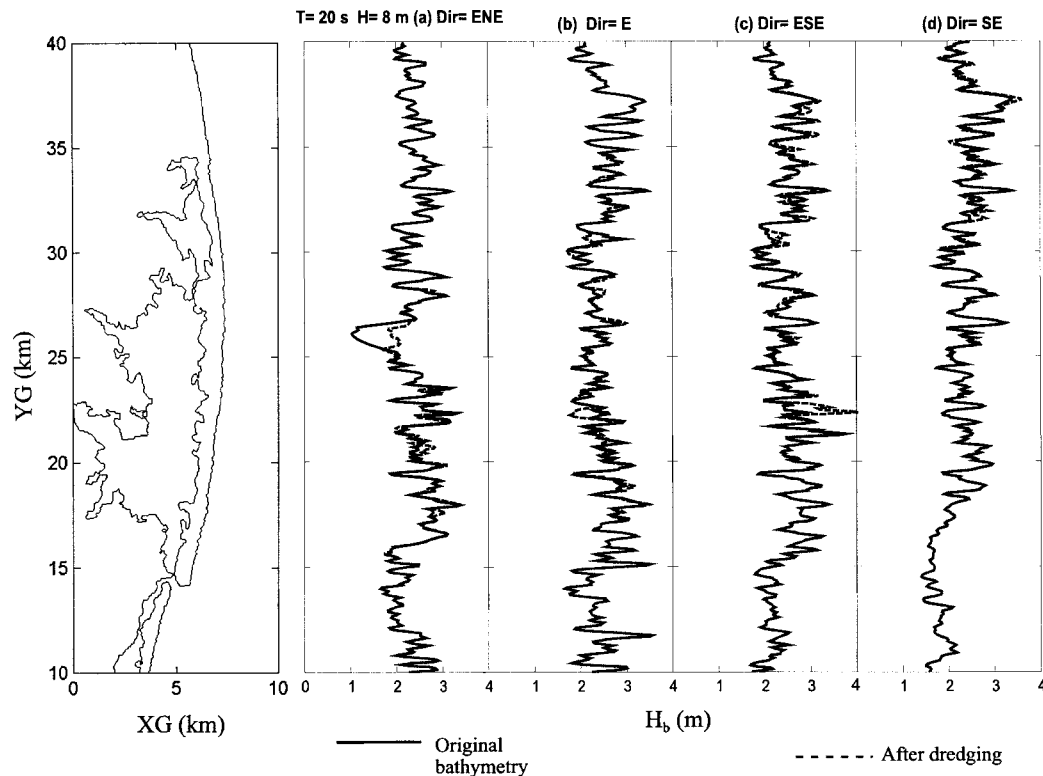 T= 20 s H= 8 m (a) Dir= ENE (b) Dir= E (c) Dir= ESE (d) Dir= SE
40
35
30
25
20
15
10
YG (km)
0 5 10 0 1 2 3 4 1 2 3 4 1 2 3 4 1 2 3 4
XG (km) H_b (m)
Original bathymetry
After dredging